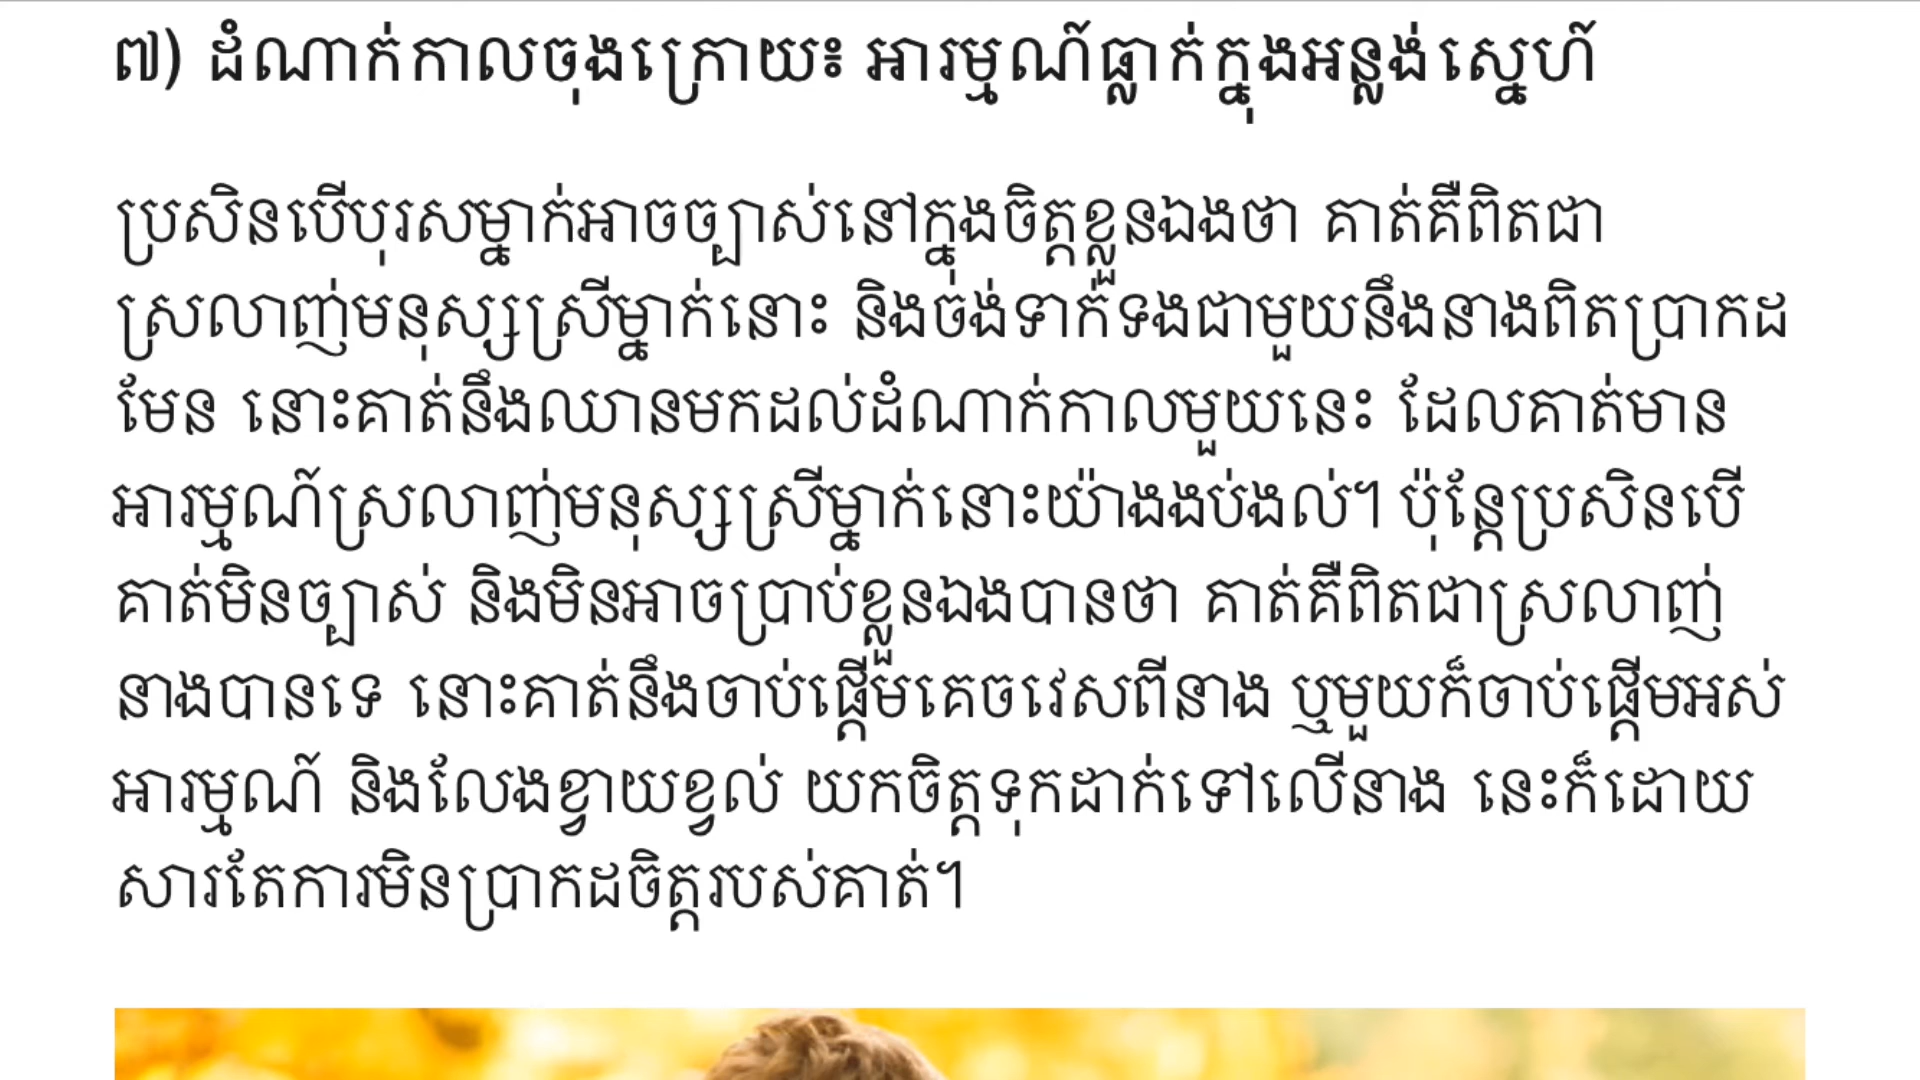 ៧) ដំណាក់កាលចុងក្រោយ៖ អារម្មណ៍ធ្លាក់ក្នុងអន្លង់ស្នេហ៍
ប្រសិនបើបុរសម្នាក់អាចច្បាស់នៅក្នុងចិត្តខ្លួនឯងថា គាត់គឺពិតជា
ស្រលាញ់មនុស្សស្រីម្នាក់នោះ និងចង់ទាក់ទងជាមួយនឹងនាងពិតប្រាកដ
មែន នោះគាត់នឹងឈានមកដល់ដំណាក់កាលមួយនេះ ដែលគាត់មាន
អារម្មណ៍ស្រលាញ់មនុស្សស្រីម្នាក់នោះយ៉ាងងប់ងល់។ ប៉ុន្តែប្រសិនបើ
គាត់មិនច្បាស់ និងមិនអាចប្រាប់ខ្លួនឯងបានថា គាត់គឺពិតជាស្រលាញ់
នាងបានទេ នោះគាត់នឹងចាប់ផ្តើមគេចវេសពីនាង ឬមួយក៏ចាប់ផ្តើមអស់
អារម្មណ៍ និងលែងខ្វាយខ្វល់ យកចិត្តទុកដាក់ទៅលើនាង នេះក៏ដោយ
សារតែការមិនប្រាកដចិត្តរបស់គាត់។